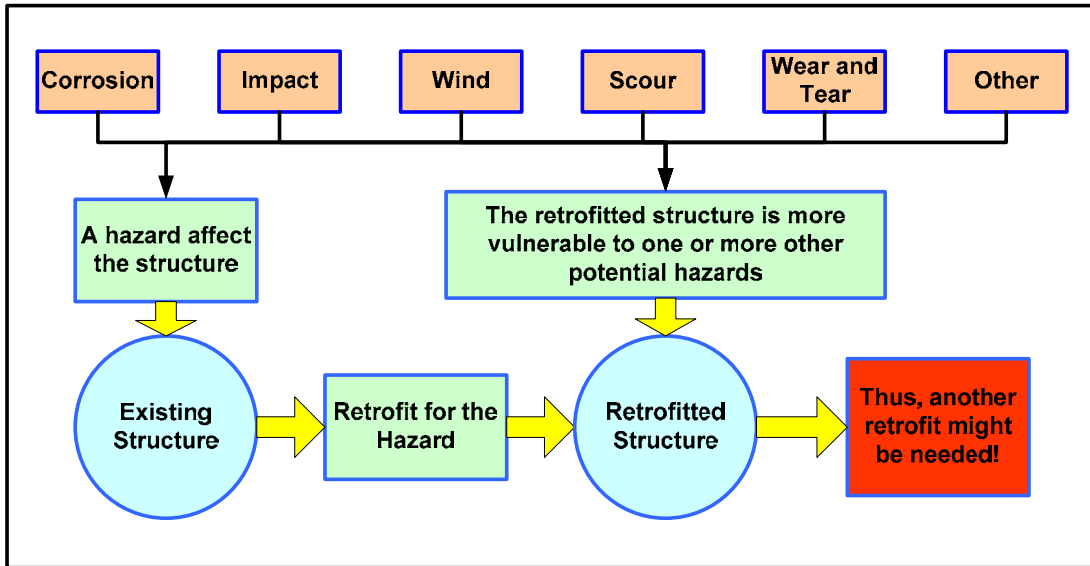 Corrosion
Impact
Wind
Scour
Wear and
Tear
Other
A hazard affect
the structure
The retrofitted structure is more
vulnerable to one or more other
potential hazards
Existing
Structure
Retrofit for the
Hazard
Retrofitted
Structure
Thus, another
retrofit might
be needed!